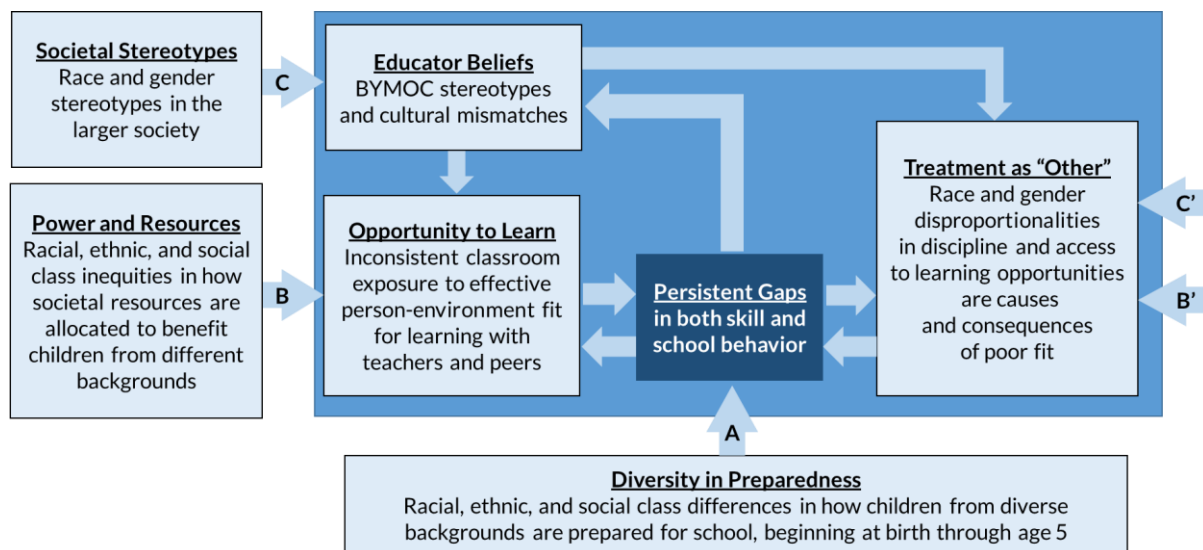 Societal Stereotypes
Race and gender
stereotypes in the
larger society
C
Educator Beliefs
BYMOC stereotypes
and cultural mismatches
Power and Resources
Racial, ethnic, and social
class inequities in how
societal resources are
allocated to benefit
children from different
backgrounds
B
Opportunity to Learn
Inconsistent classroom
exposure to effective
person-environment fit
for learning with
teachers and peers
Persistent Gaps
in both skill and
school behavior
Treatment as “Other”
Race and gender
disproportionalities
in discipline and access
to learning opportunities
are causes
and consequences
of poor fit
C’
B’
A
Diversity in Preparedness
Racial, ethnic, and social class differences in how children from diverse
backgrounds are prepared for school, beginning at birth through age 5